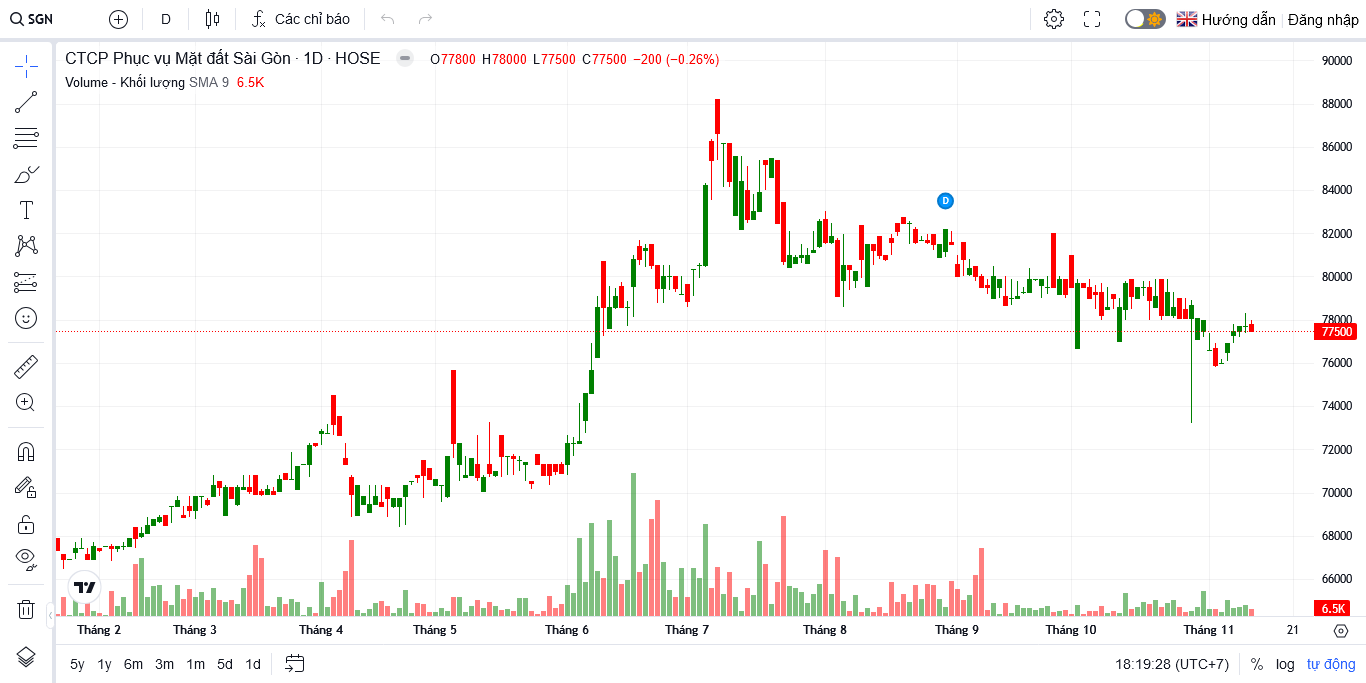 SGN D Các chỉ báo Hướng dẫn Đăng nhập
CTCP Phục vụ Mặt đất Sài Gòn · 1D · HOSE O77800 H78000 L77500 C77500 −200 (−0.26%)
Volume - Khối lượng SMA 9 6.5K
90000
88000
86000
84000
D
82000
80000
78000
77500
76000
74000
72000
70000
68000
66000
6.5K
Tháng 2 Tháng 3 Tháng 4 Tháng 5 Tháng 6 Tháng 7 Tháng 8 Tháng 9 Tháng 10 Tháng 11 21
5y 1y 6m 3m 1m 5d 1d 18:19:28 (UTC+7) % log tự động